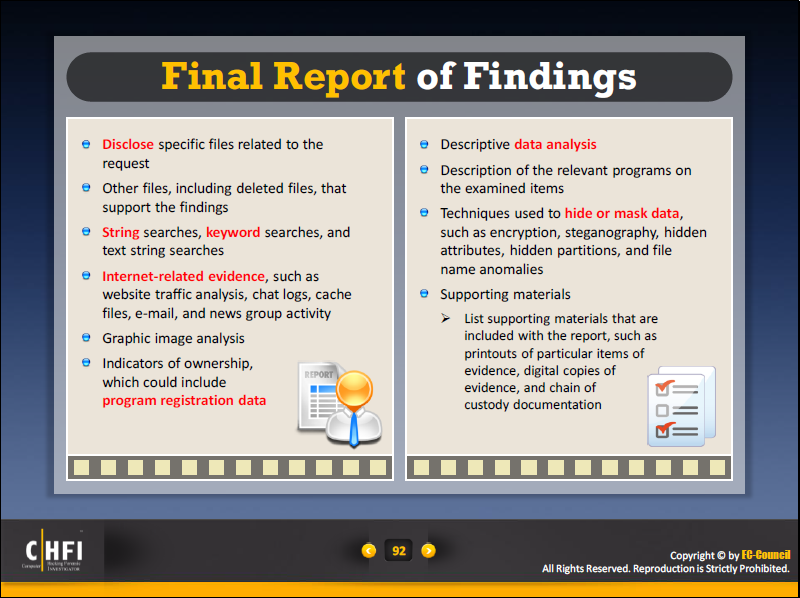 Final Report of Findings
Disclose specific files related to the
request
Other files, including deleted files, that
support the findings
String searches, keyword searches, and
text string searches
Internet-related evidence, such as
website traffic analysis, chat logs, cache
files, e-mail, and news group activity
Graphic image analysis
Indicators of ownership,
which could include
program registration data
REPORT
Descriptive data analysis
Description of the relevant programs on
the examined items
Techniques used to hide or mask data,
such as encryption, steganography, hidden
attributes, hidden partitions, and file
name anomalies
Supporting materials
List supporting materials that are
included with the report, such as
printouts of particular items of
evidence, digital copies of
evidence, and chain of
custody documentation
CHFI
Computer Hacking Forensic
INVESTIGATOR
92
Copyright © by EC-Council
All Rights Reserved. Reproduction is Strictly Prohibited.